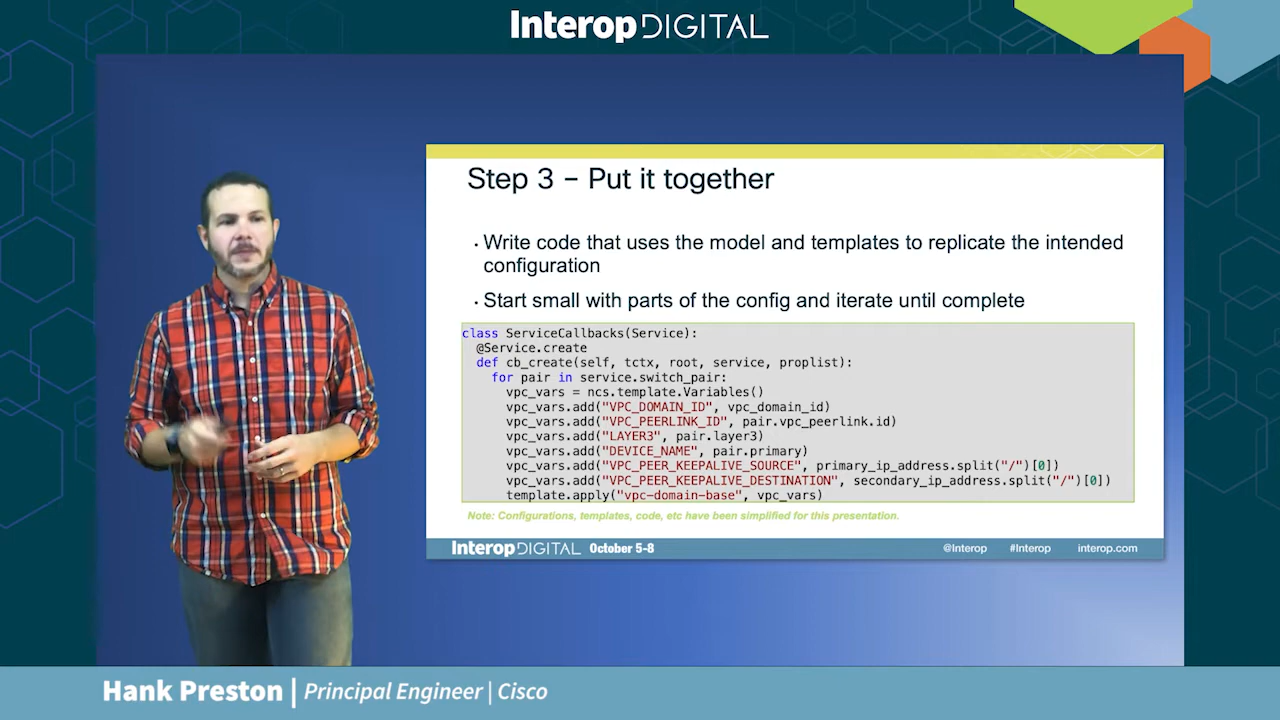 Interop DIGITAL
Step 3 – Put it together
· Write code that uses the model and templates to replicate the intended
configuration
· Start small with parts of the config and iterate until complete
class ServiceCallbacks(Service):
  @Service.create
  def cb_create(self, tctx, root, service, proplist):
    for pair in service.switch_pair:
      vpc_vars = ncs.template.Variables()
      vpc_vars.add("VPC_DOMAIN_ID", vpc_domain_id)
      vpc_vars.add("VPC_PEERLINK_ID", pair.vpc_peerlink.id)
      vpc_vars.add("LAYER3", pair.layer3)
      vpc_vars.add("DEVICE_NAME", pair.primary)
      vpc_vars.add("VPC_PEER_KEEPALIVE_SOURCE", primary_ip_address.split("/")[0])
      vpc_vars.add("VPC_PEER_KEEPALIVE_DESTINATION", secondary_ip_address.split("/")[0])
      template.apply("vpc-domain-base", vpc_vars)
Note: Configurations, templates, code, etc have been simplified for this presentation.
Interop DIGITAL October 5-8 @Interop #Interop interop.com
Hank Preston | Principal Engineer | Cisco